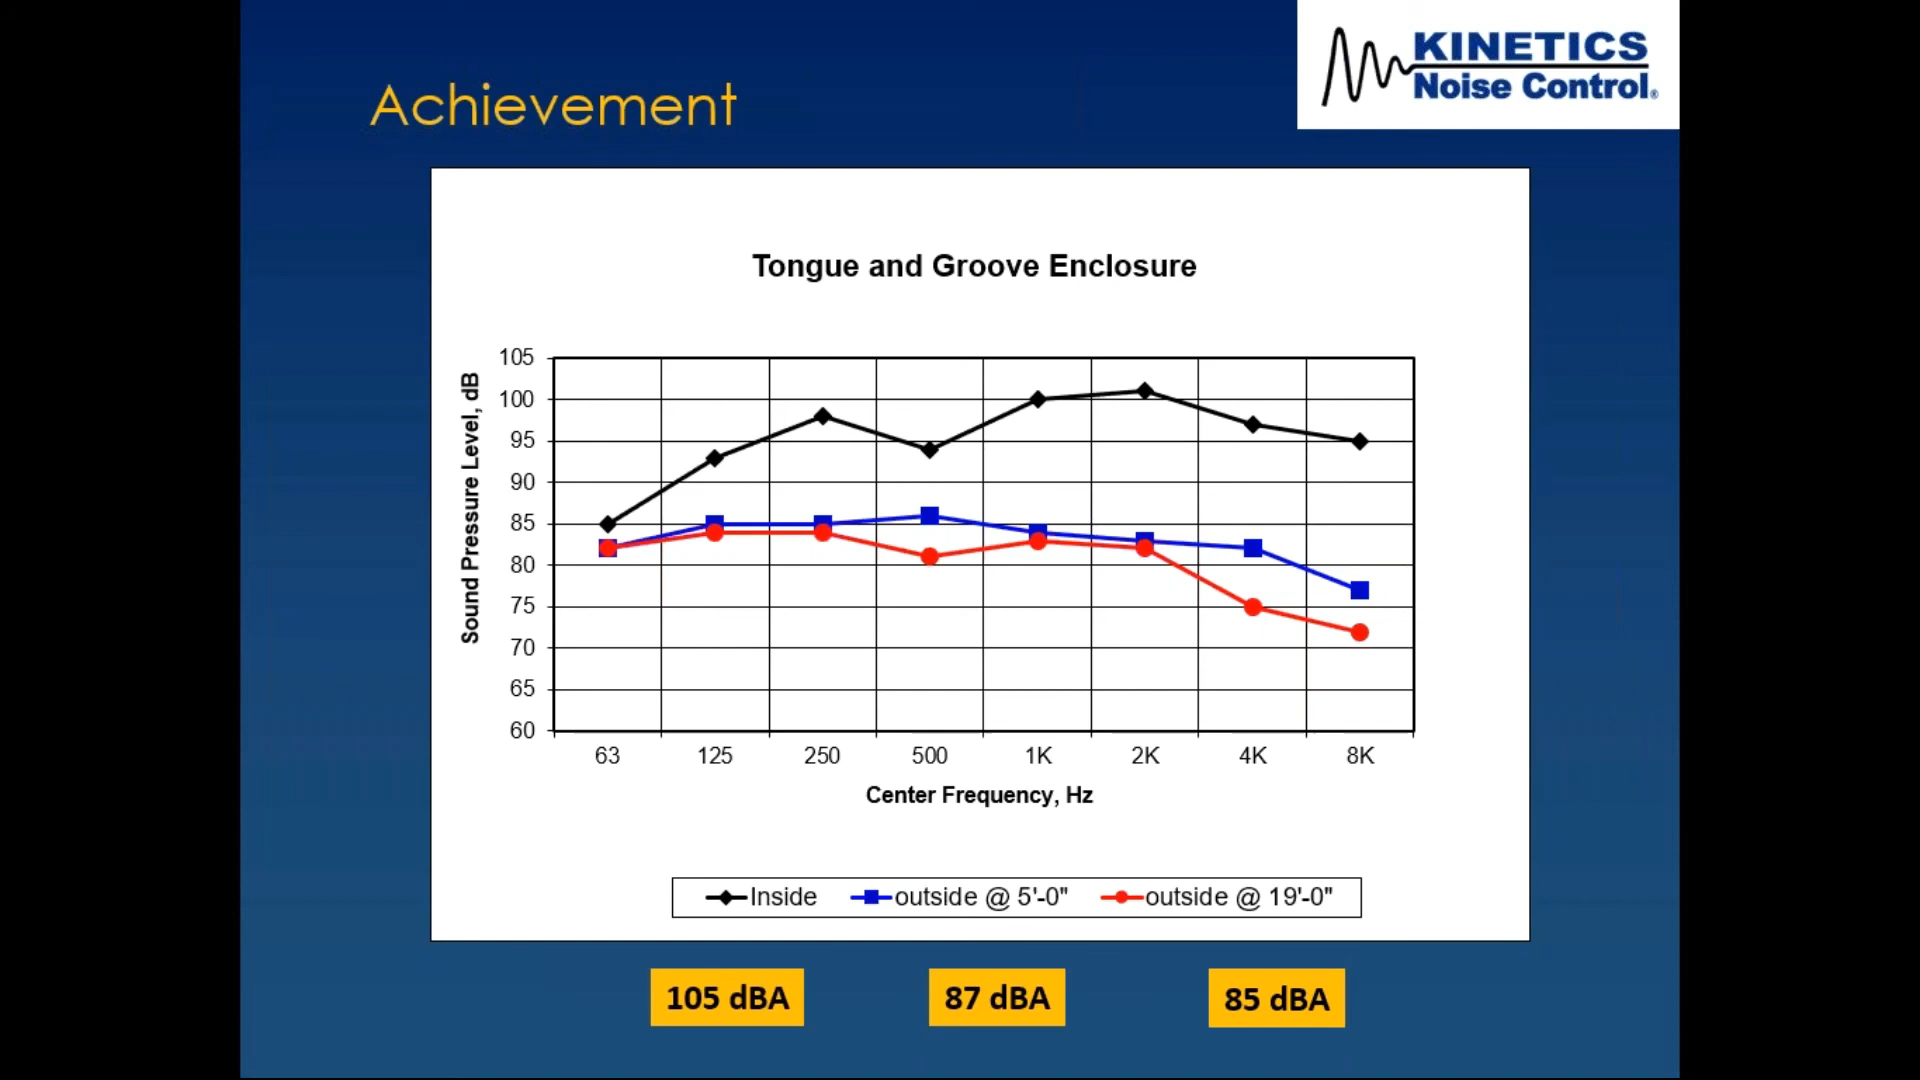 KINETICS
Noise Control®
Achievement
Tongue and Groove Enclosure
Sound Pressure Level, dB
105
100
95
90
85
80
75
70
65
60
63 125 250 500 1K 2K 4K 8K
Center Frequency, Hz
Inside outside @ 5'-0" outside @ 19'-0"
105 dBA 87 dBA 85 dBA